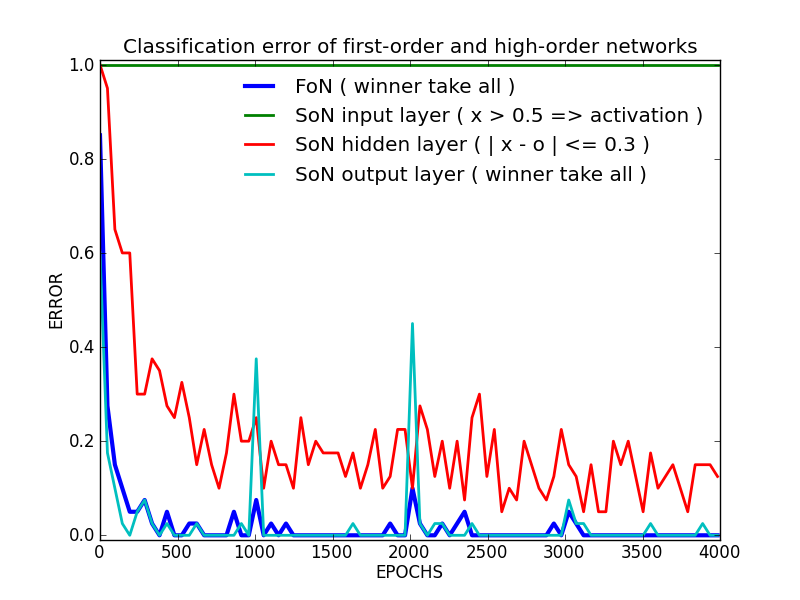 Classification error of first-order and high-order networks
FoN ( winner take all )
SoN input layer ( x > 0.5 => activation )
SoN hidden layer ( | x - o | <= 0.3 )
SoN output layer ( winner take all )
ERROR
1.0
0.8
0.6
0.4
0.2
0.0
0 500 1000 1500 2000 2500 3000 3500 4000
EPOCHS